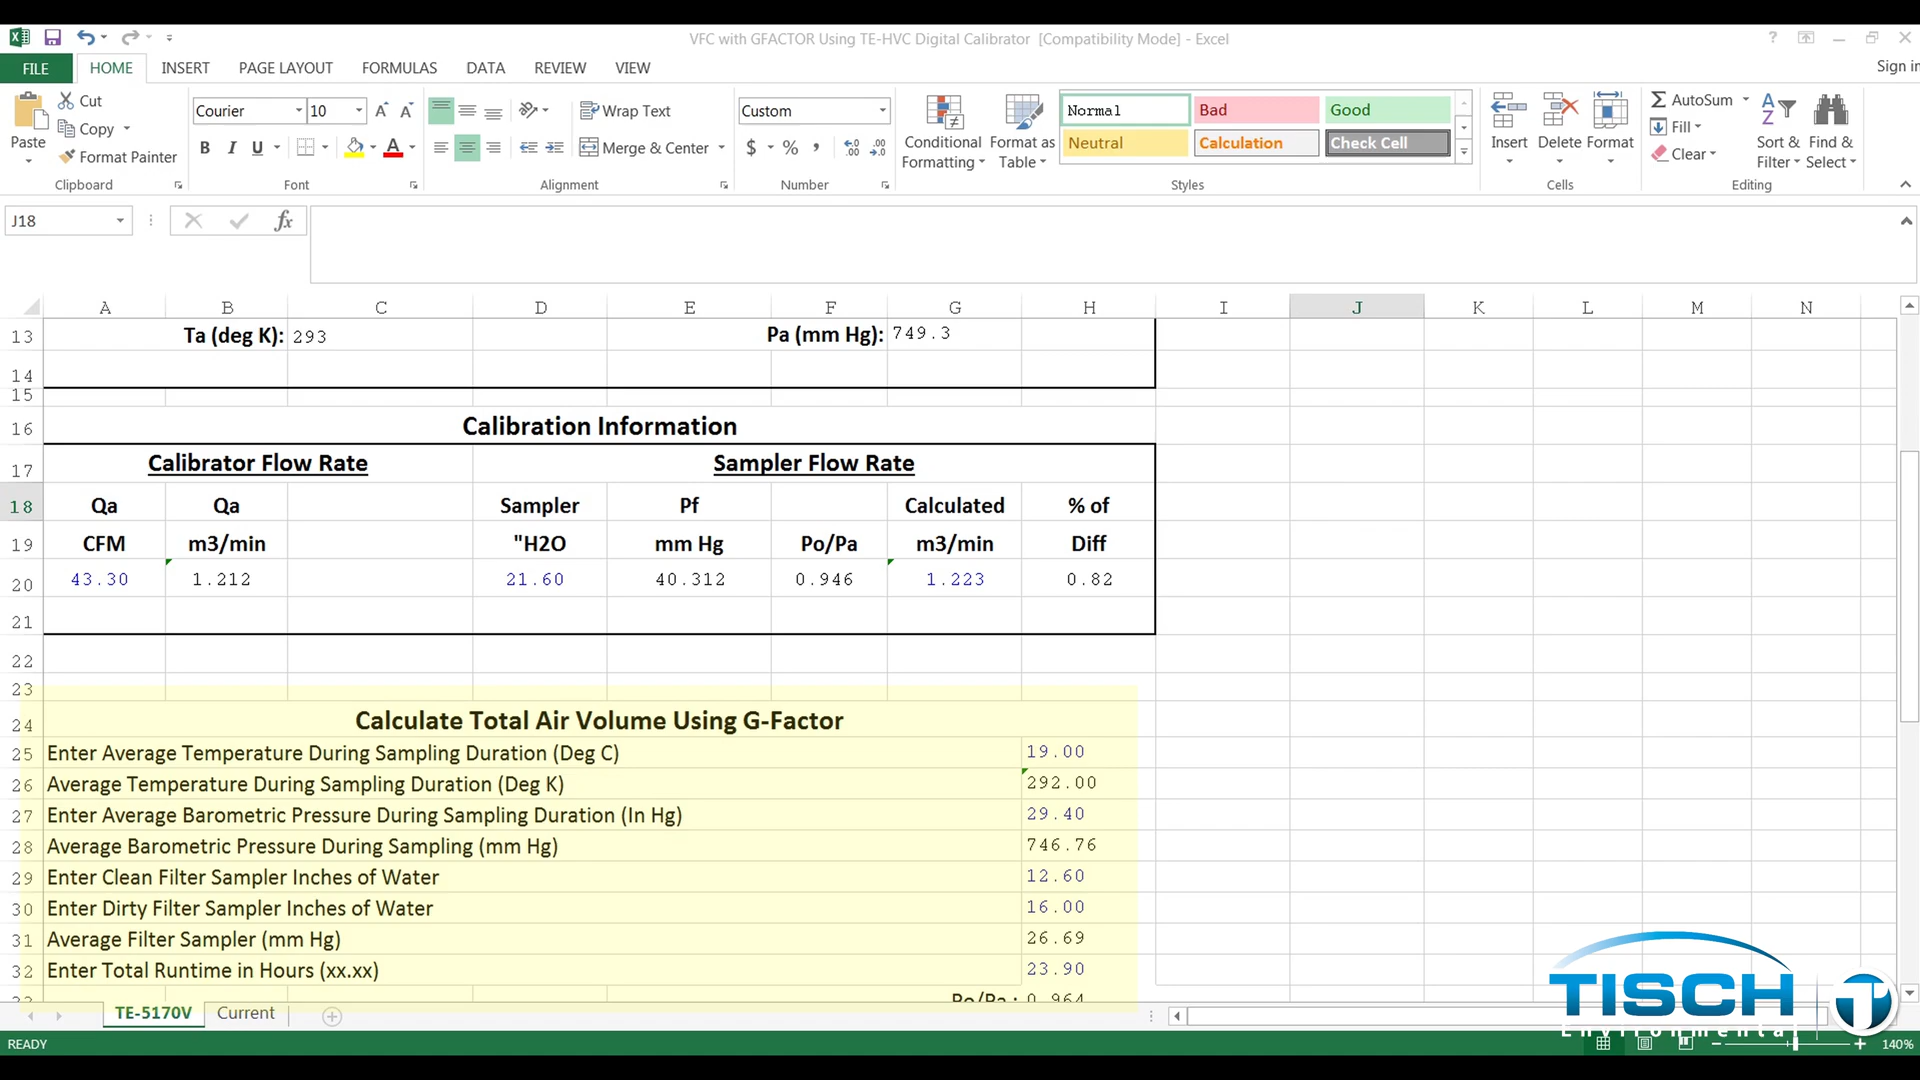 VFC with GFACTOR Using TE-HVC Digital Calibrator [Compatibility Mode] - Excel
FILE HOME INSERT PAGE LAYOUT FORMULAS DATA REVIEW VIEW Sign in
Paste Cut Copy Format Painter Clipboard
Courier 10 B I U Font
Wrap Text Merge & Center Alignment
Custom $ % , Number
Conditional Formatting Format as Table Normal Bad Good Neutral Calculation Check Cell Styles
Insert Delete Format Cells
AutoSum Fill Clear Sort & Filter Find & Select Editing
J18 fx
A B C D E F G H I J K L M N
13 Ta (deg K): 293 Pa (mm Hg): 749.3
14
15
16 Calibration Information
17 Calibrator Flow Rate Sampler Flow Rate
18 Qa Qa Sampler Pf Calculated % of
19 CFM m3/min "H2O mm Hg Po/Pa m3/min Diff
20 43.30 1.212 21.60 40.312 0.946 1.223 0.82
21
22
23
24 Calculate Total Air Volume Using G-Factor
25 Enter Average Temperature During Sampling Duration (Deg C) 19.00
26 Average Temperature During Sampling Duration (Deg K) 292.00
27 Enter Average Barometric Pressure During Sampling Duration (In Hg) 29.40
28 Average Barometric Pressure During Sampling (mm Hg) 746.76
29 Enter Clean Filter Sampler Inches of Water 12.60
30 Enter Dirty Filter Sampler Inches of Water 16.00
31 Average Filter Sampler (mm Hg) 26.69
32 Enter Total Runtime in Hours (xx.xx) 23.90
33 Po/Pa : 0.964
TE-5170V Current
TISCH
Environmental
READY 140%